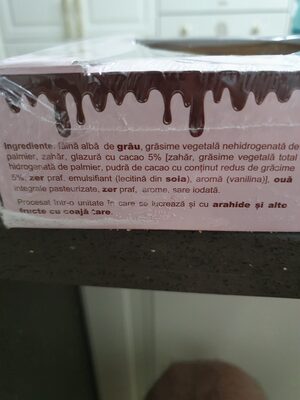 Ingrediente: făină albă de grâu, grăsime vegetală nehidrogenată de
palmier, zahăr, glazură cu cacao 5% [zahăr, grăsime vegetală total
hidrogenată de palmier, pudră de cacao cu conținut redus de grăsime
5%, zer praf, emulsifiant (lecitină din soia), aromă (vanilina)], ouă
integrale pasteurizate, zer praf, arome, sare iodată.
Procesat într-o unitate în care se lucrează și cu arahide și alte
fructe cu coajă tare.